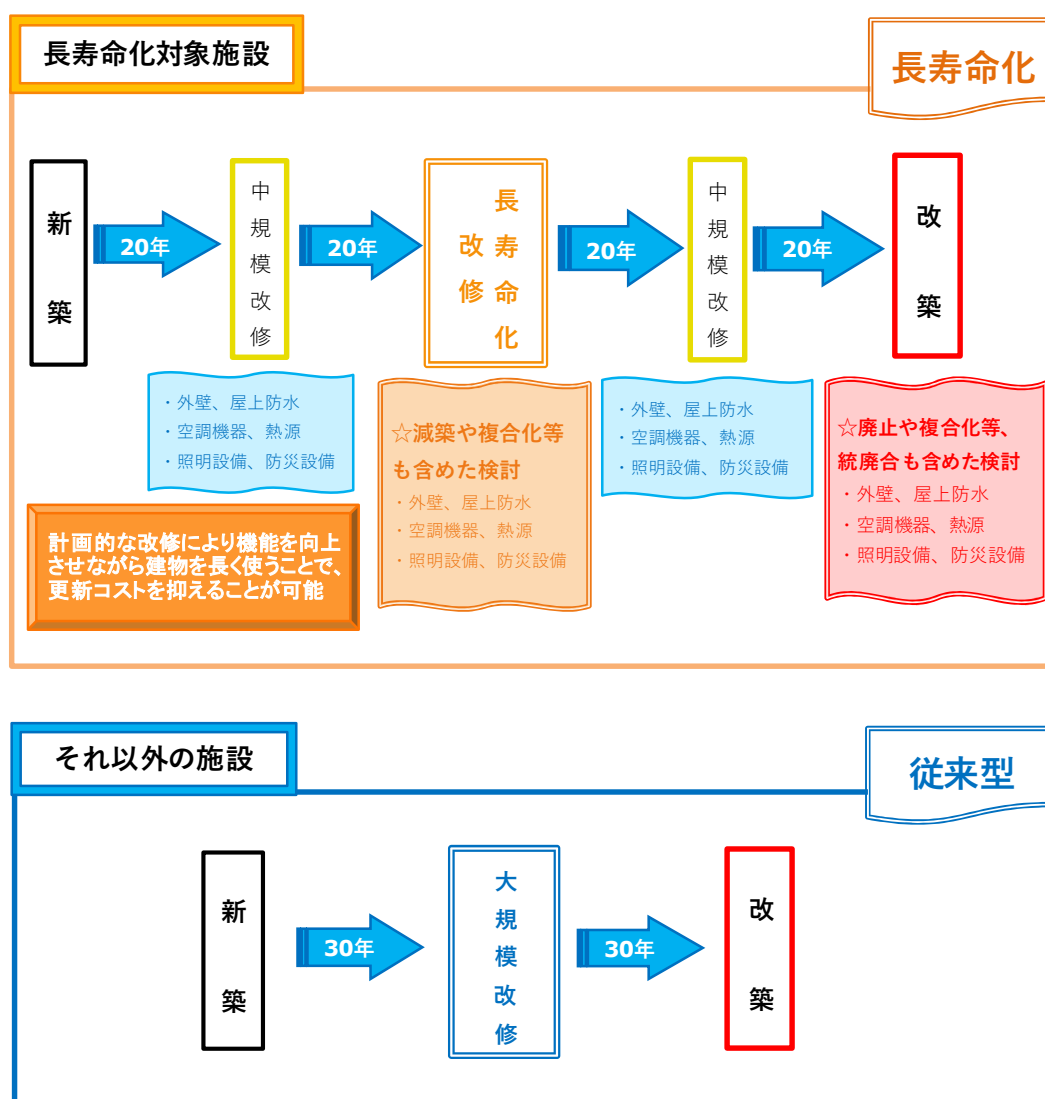 長寿命化対象施設
長寿命化
新築
20年
中規模改修
20年
長寿命化
改修
20年
中規模改修
20年
改築
・外壁、屋上防水
・空調機器、熱源
・照明設備、防災設備
☆減築や複合化等
も含めた検討
・外壁、屋上防水
・空調機器、熱源
・照明設備、防災設備
・外壁、屋上防水
・空調機器、熱源
・照明設備、防災設備
☆廃止や複合化等、
統廃合も含めた検討
・外壁、屋上防水
・空調機器、熱源
・照明設備、防災設備
計画的な改修により機能を向上
させながら建物を長く使うことで、
更新コストを抑えることが可能
それ以外の施設
従来型
新築
30年
大規模改修
30年
改築